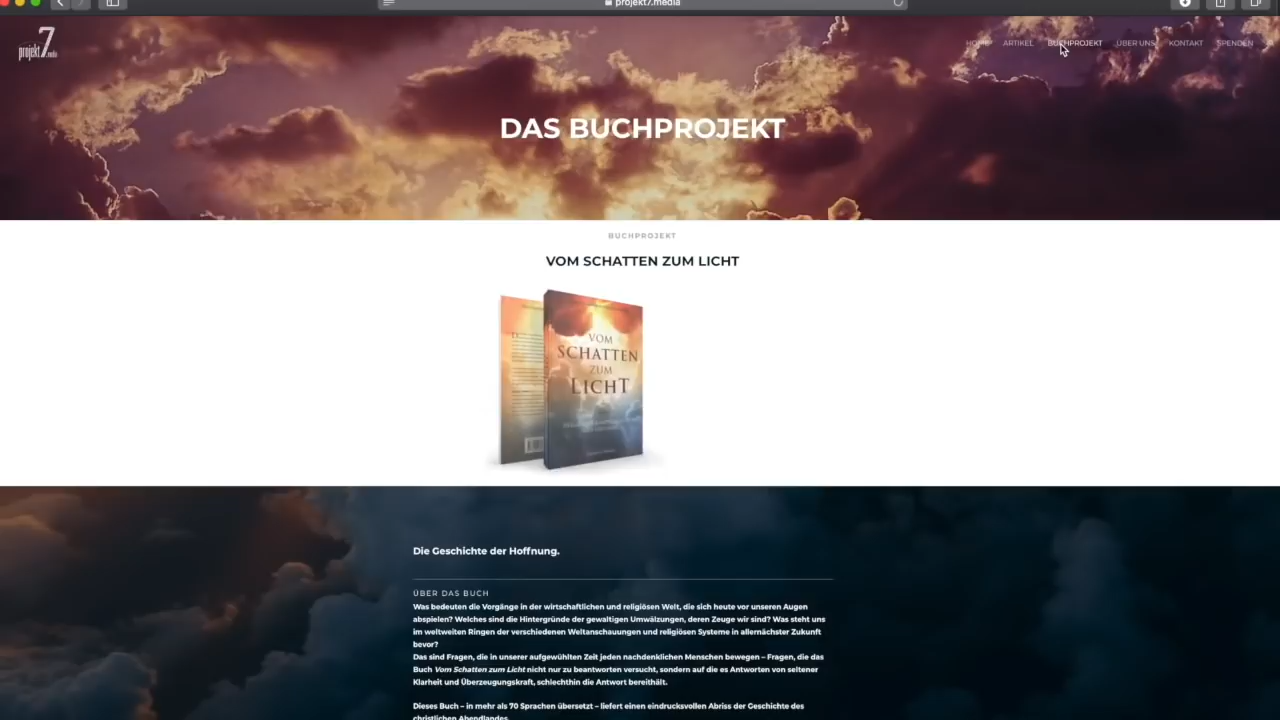 projekt7.media
projekt7.media
HOME ARTIKEL BUCHPROJEKT ÜBER UNS KONTAKT SPENDEN
DAS BUCHPROJEKT
BUCHPROJEKT
VOM SCHATTEN ZUM LICHT
VOM
SCHATTEN
ZUM
LICHT
Die Geschichte der Hoffnung.
ÜBER DAS BUCH
Was bedeuten die Vorgänge in der wirtschaftlichen und religiösen Welt, die sich heute vor unseren Augen
abspielen? Welches sind die Hintergründe der gewaltigen Umwälzungen, deren Zeuge wir sind? Was steht uns
im weltweiten Ringen der verschiedenen Weltanschauungen und religiösen Systeme in allernächster Zukunft
bevor?
Das sind Fragen, die in unserer aufgewühlten Zeit jeden nachdenklichen Menschen bewegen – Fragen, die das
Buch Vom Schatten zum Licht nicht nur zu beantworten versucht, sondern auf die es Antworten von seltener
Klarheit und Überzeugungskraft, schlechthin die Antwort bereithält.
Dieses Buch – in mehr als 70 Sprachen übersetzt – liefert einen eindrucksvollen Abriss der Geschichte des
christlichen Abendlandes.